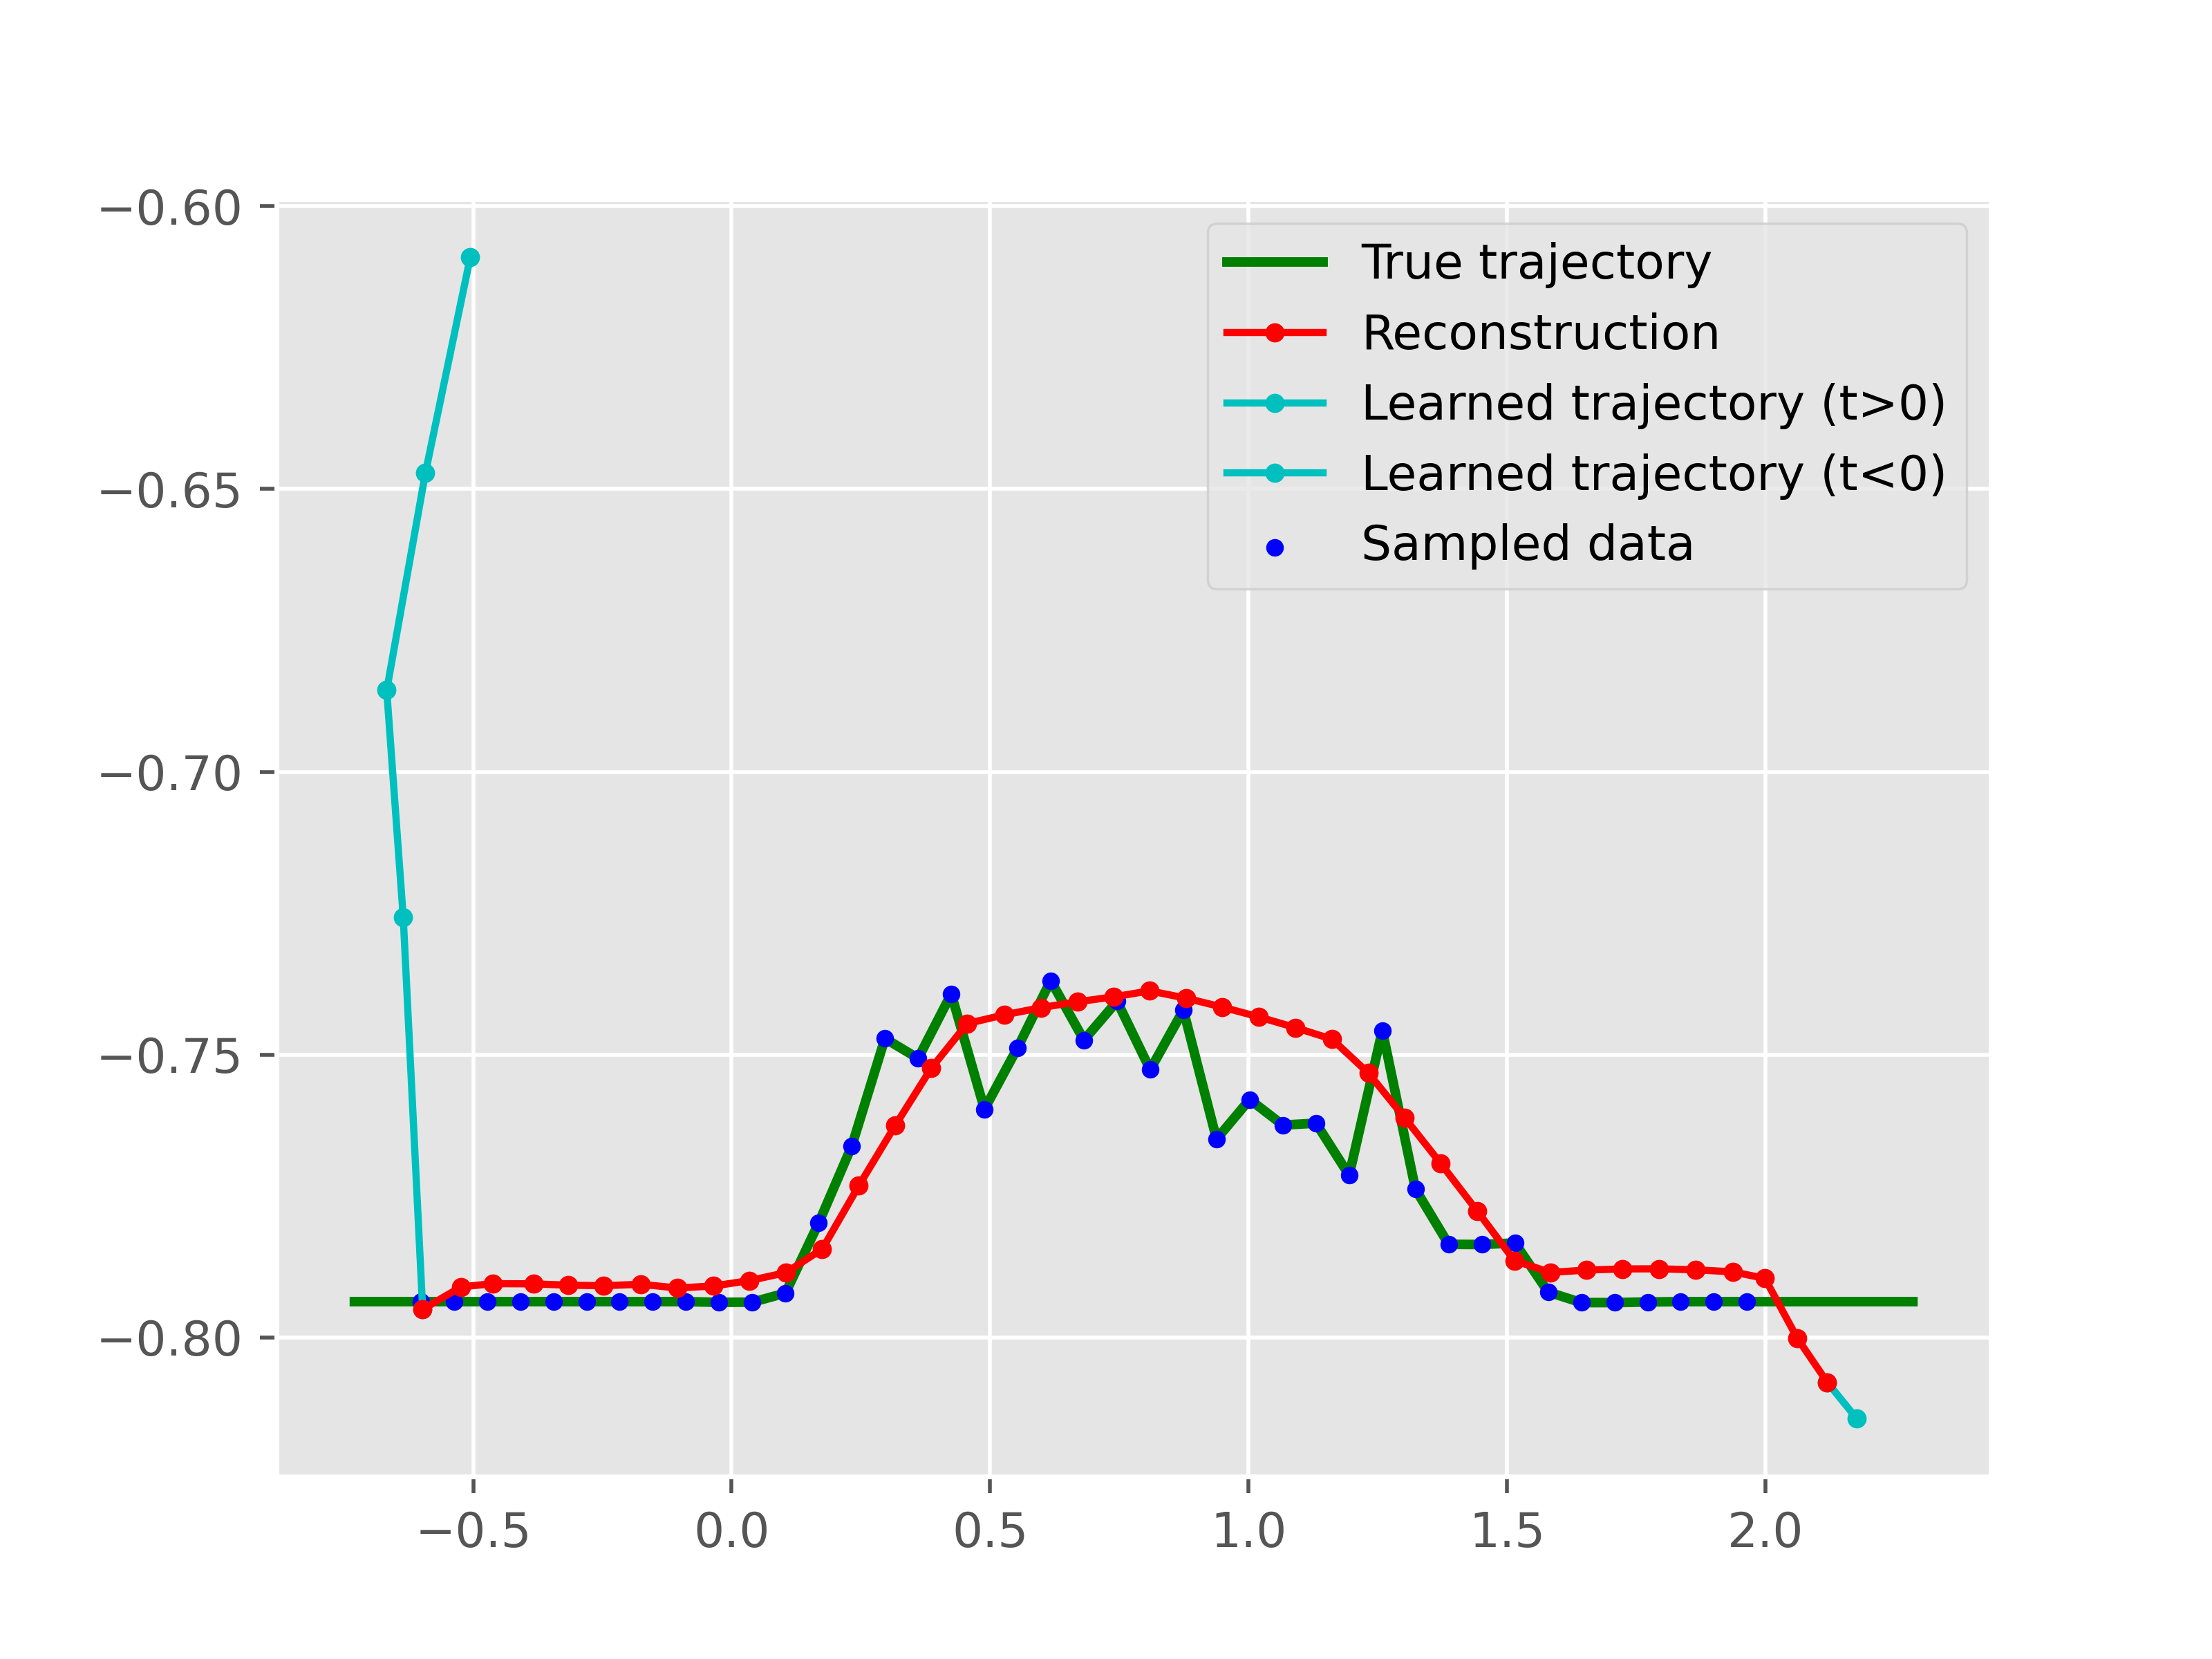 −0.60
−0.65
−0.70
−0.75
−0.80
−0.5 0.0 0.5 1.0 1.5 2.0
True trajectory
Reconstruction
Learned trajectory (t>0)
Learned trajectory (t<0)
Sampled data